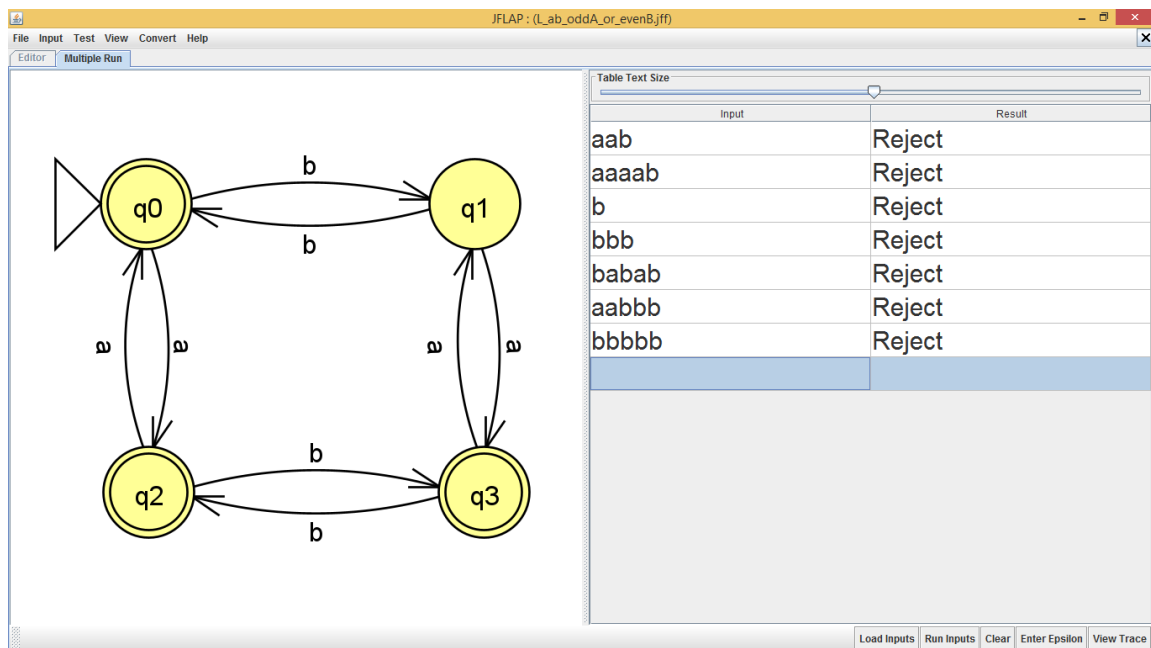 JFLAP : (L_ab_oddA_or_evenB.jff)
File Input Test View Convert Help
Editor Multiple Run
Table Text Size
Input Result
aab Reject
aaaab Reject
b Reject
bbb Reject
babab Reject
aabbb Reject
bbbbb Reject
b
q0 q1
b
a a a a
b
q2 q3
b
Load Inputs Run Inputs Clear Enter Epsilon View Trace